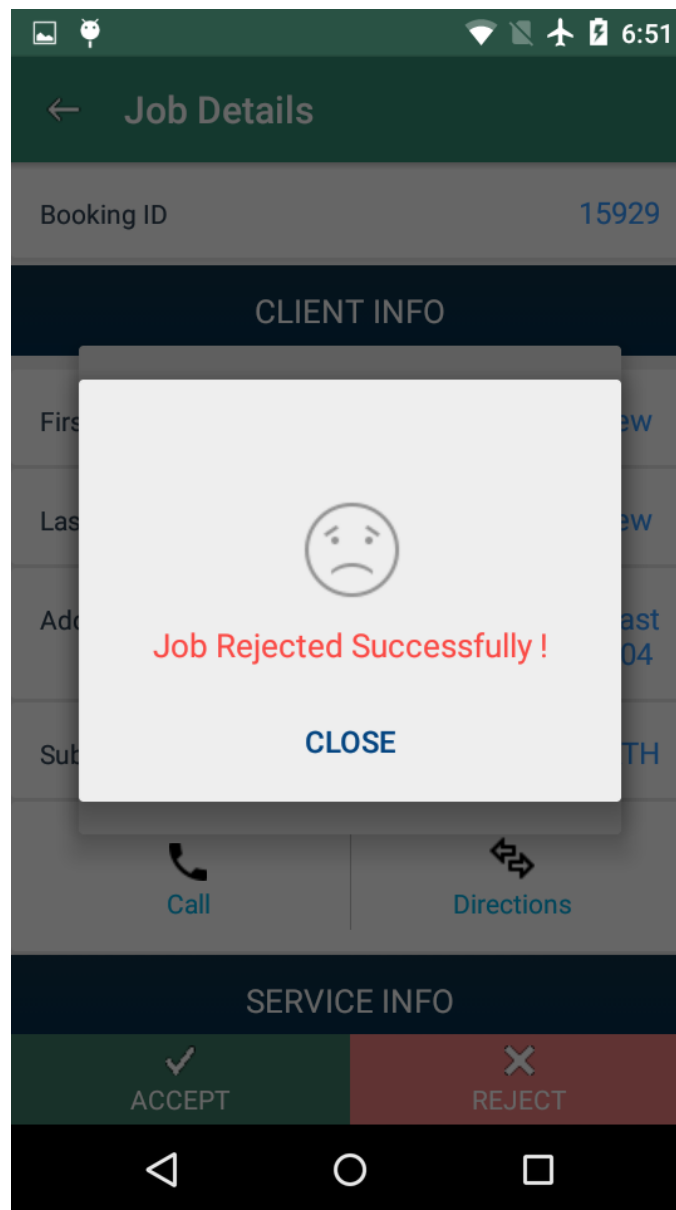 6:51
Job Details
Booking ID 15929
CLIENT INFO
Job Rejected Successfully !
CLOSE
Call Directions
SERVICE INFO
ACCEPT REJECT